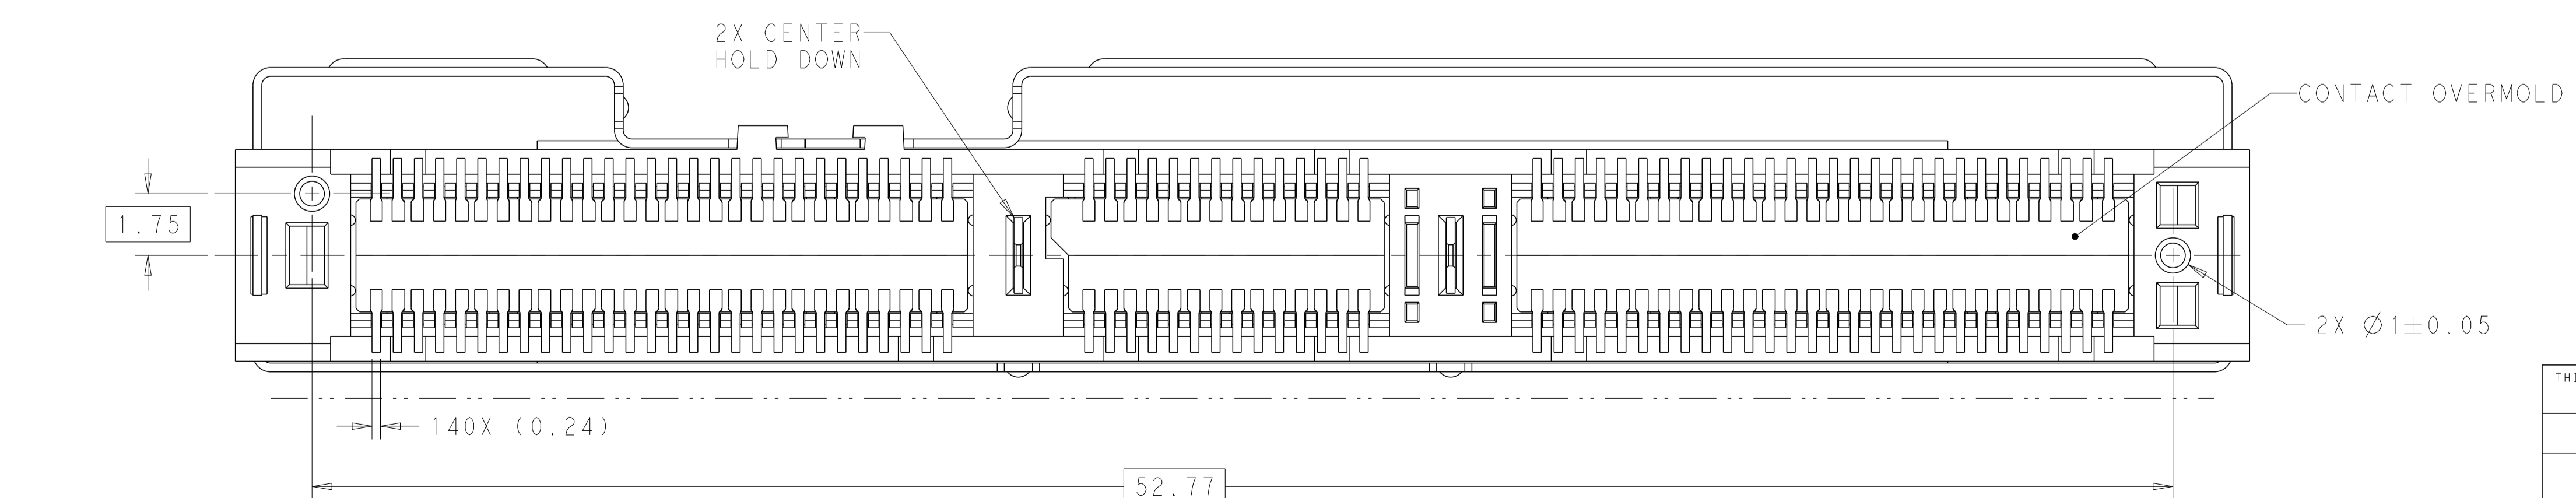 2X CENTER
HOLD DOWN
CONTACT OVERMOLD
1.75
2X Ø1±0.05
140X (0.24)
52.77